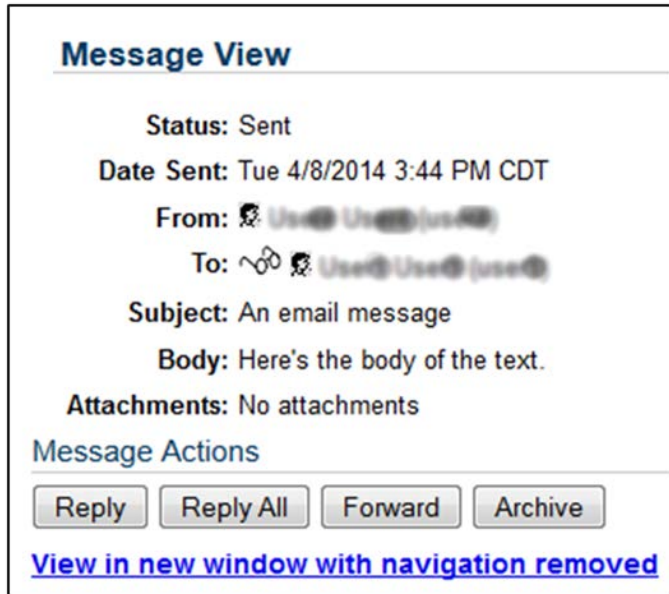 Message View
Status: Sent
Date Sent: Tue 4/8/2014 3:44 PM CDT
From:
To:
Subject: An email message
Body: Here's the body of the text.
Attachments: No attachments
Message Actions
Reply Reply All Forward Archive
View in new window with navigation removed